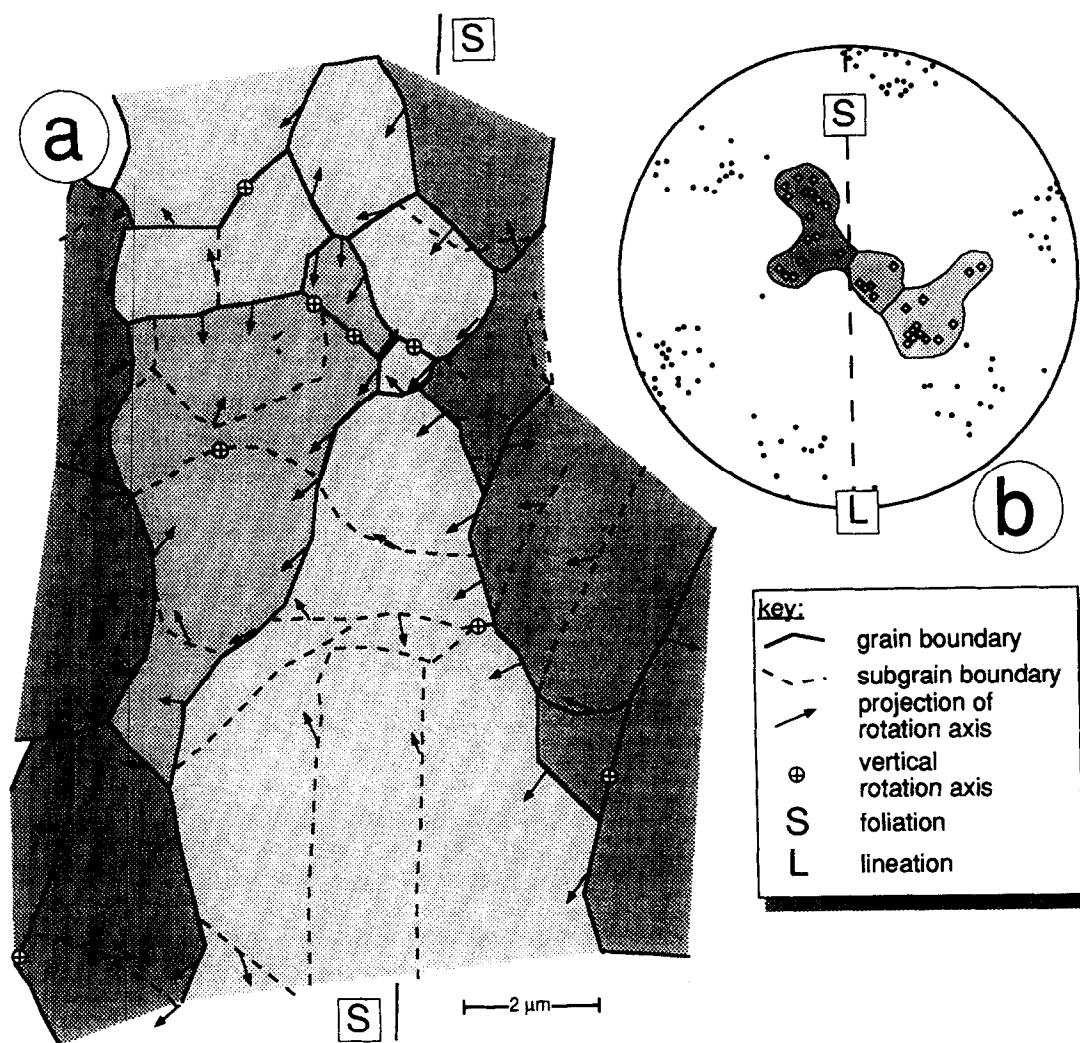 S
a
S
L
b
key:
grain boundary
subgrain boundary
projection of
rotation axis
vertical
rotation axis
S foliation
L lineation
S
2 μm